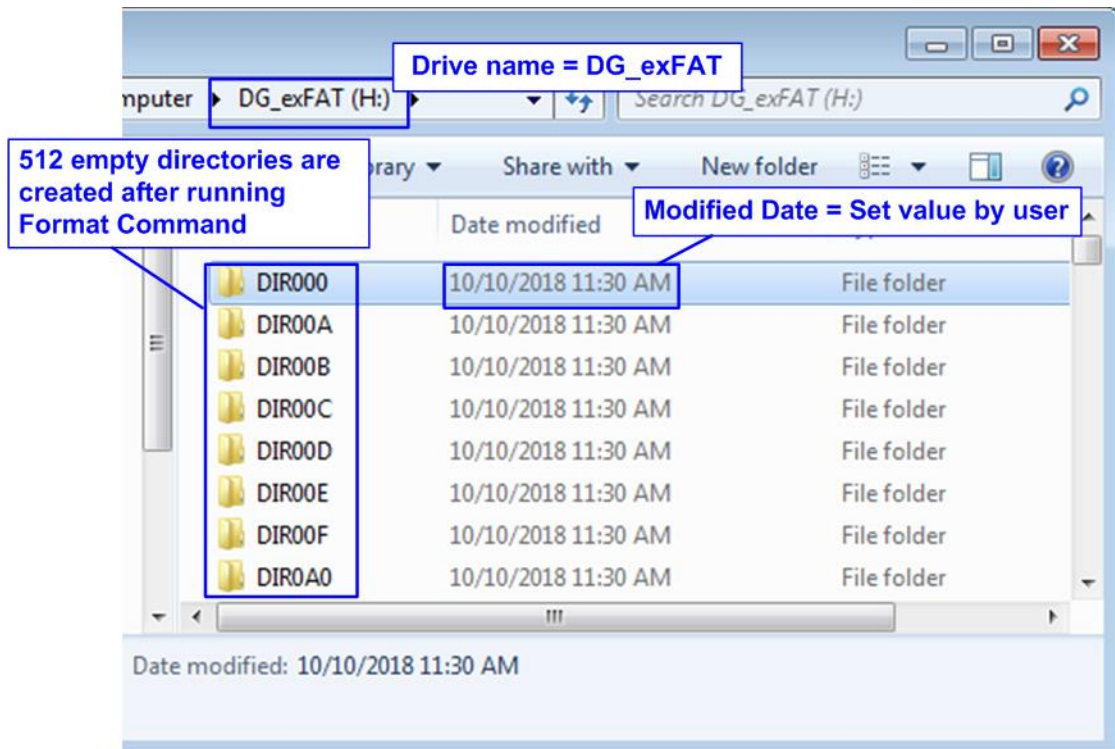 Drive name = DG_exFAT
mputer ▸ DG_exFAT (H:) ▸
Search DG_exFAT (H:)
512 empty directories are
created after running
Format Command
Share with
New folder
Date modified
Modified Date = Set value by user
DIR000 10/10/2018 11:30 AM File folder
DIR00A 10/10/2018 11:30 AM File folder
DIR00B 10/10/2018 11:30 AM File folder
DIR00C 10/10/2018 11:30 AM File folder
DIR00D 10/10/2018 11:30 AM File folder
DIR00E 10/10/2018 11:30 AM File folder
DIR00F 10/10/2018 11:30 AM File folder
DIR0A0 10/10/2018 11:30 AM File folder
Date modified: 10/10/2018 11:30 AM